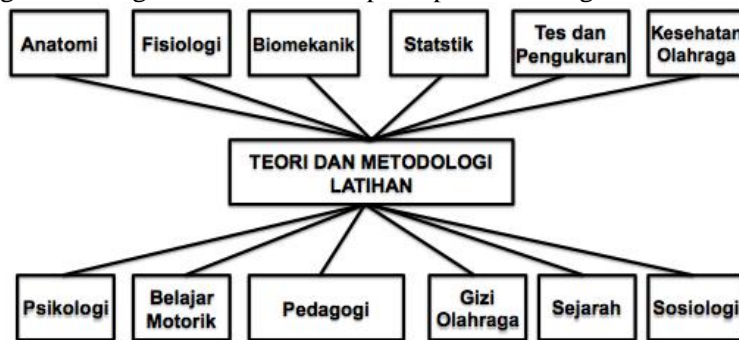 Anatomi
Fisiologi
Biomekanik
Statstik
Tes dan
Pengukuran
Kesehatan
Olahraga
TEORI DAN METODOLOGI
LATIHAN
Psikologi
Belajar
Motorik
Pedagogi
Gizi
Olahraga
Sejarah
Sosiologi